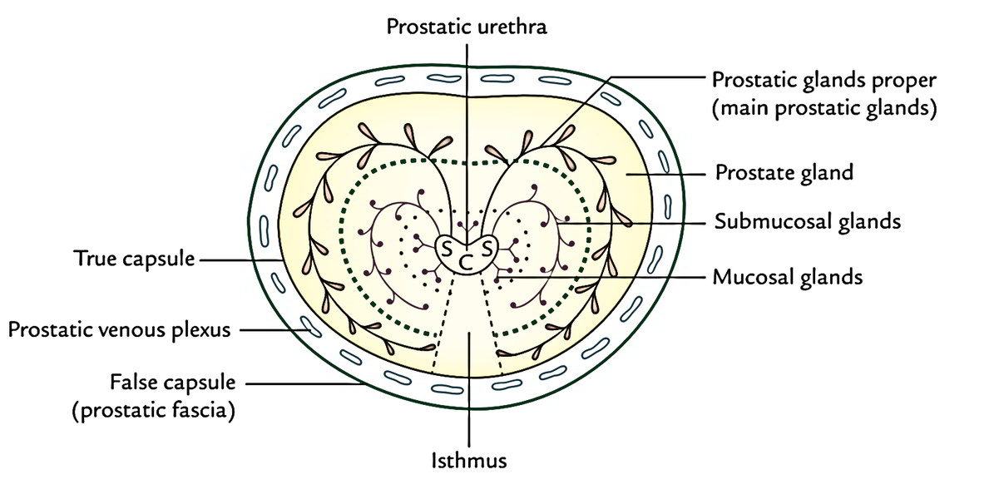 Prostatic urethra
Prostatic glands proper
(main prostatic glands)
Prostate gland
Submucosal glands
S S
C
True capsule
Mucosal glands
Prostatic venous plexus
False capsule
(prostatic fascia)
Isthmus